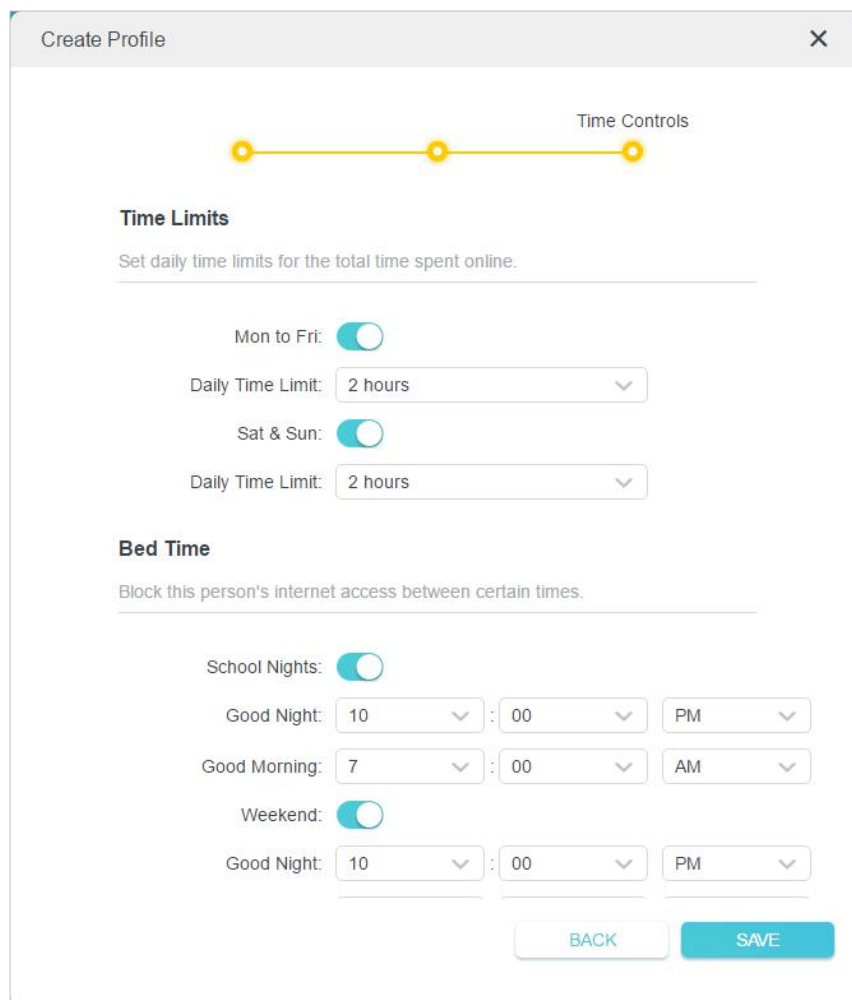 Create Profile
Time Controls
Time Limits
Set daily time limits for the total time spent online.
Mon to Fri:
Daily Time Limit: 2 hours
Sat & Sun:
Daily Time Limit: 2 hours
Bed Time
Block this person's internet access between certain times.
School Nights:
Good Night: 10 : 00 PM
Good Morning: 7 : 00 AM
Weekend:
Good Night: 10 : 00 PM
BACK SAVE